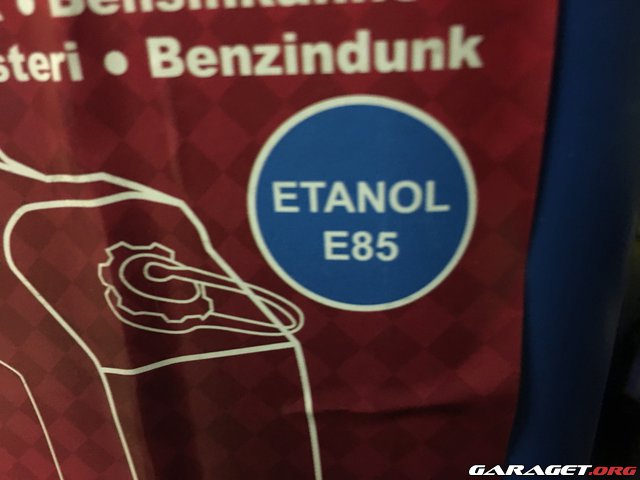 steri • Benzindunk
ETANOL
E85
GARAGET.ORG